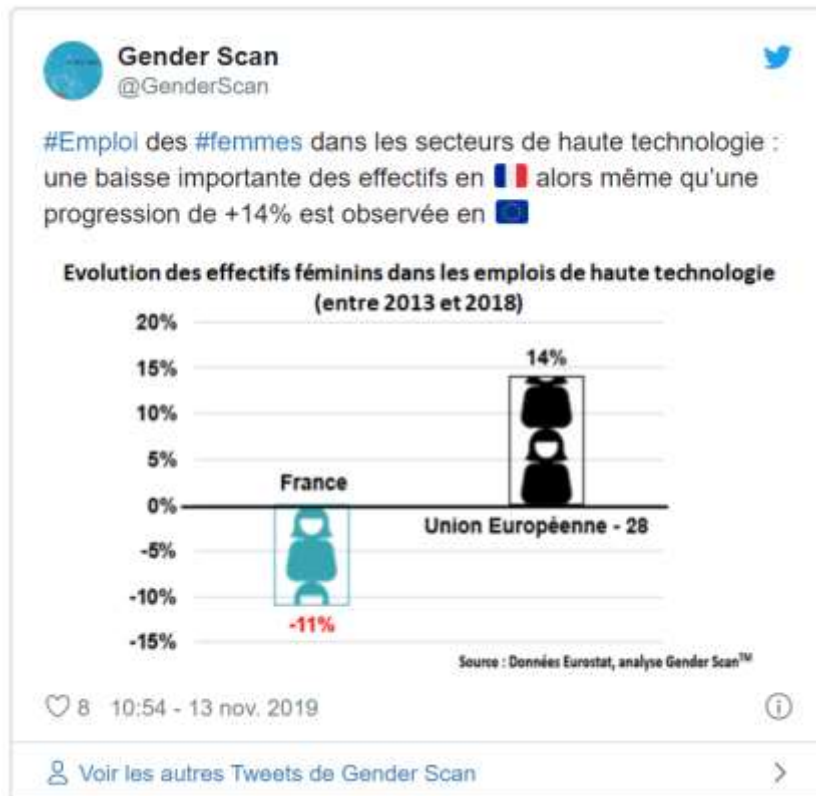 Gender Scan
@GenderScan
#Emploi des #femmes dans les secteurs de haute technologie :
une baisse importante des effectifs en 🇫🇷 alors même qu'une
progression de +14% est observée en 🇪🇺
Evolution des effectifs féminins dans les emplois de haute technologie
(entre 2013 et 2018)
20%
15%
14%
10%
5%
France
0%
Union Européenne - 28
-5%
-10%
-11%
-15%
Source : Données Eurostat, analyse Gender Scan™
8 10:54 - 13 nov. 2019
Voir les autres Tweets de Gender Scan